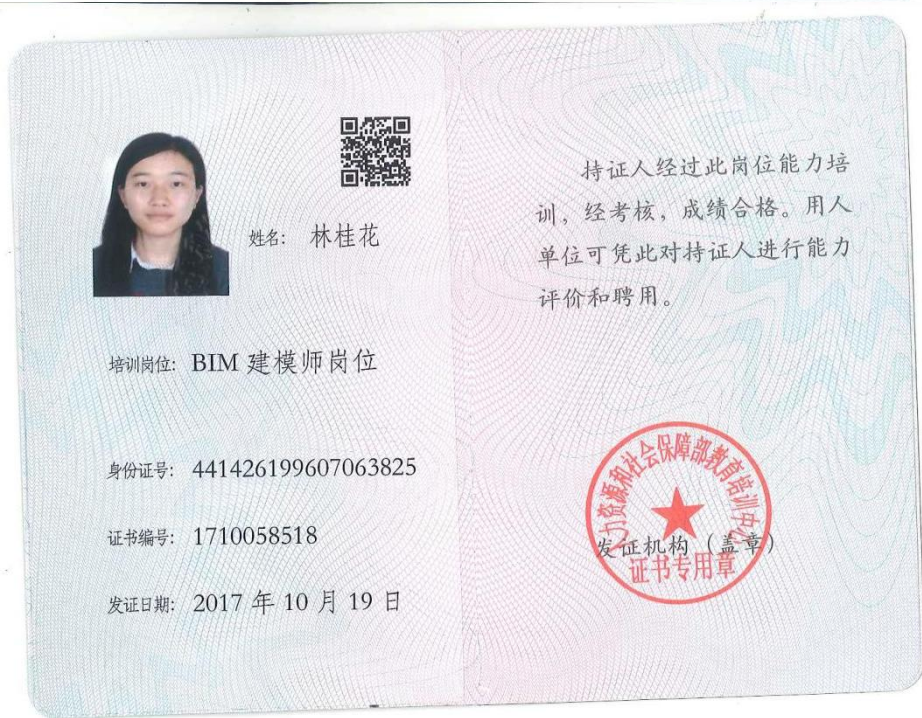 姓名： 林桂花
培训岗位： BIM 建模师岗位
身份证号： 441426199607063825
证书编号： 1710058518
发证日期： 2017 年 10 月 19 日
持证人经过此岗位能力培
训，经考核，成绩合格。用人
单位可凭此对持证人进行能力
评价和聘用。
人力资源和社会保障部教育培训中心
发证机构（盖章）
证书专用章